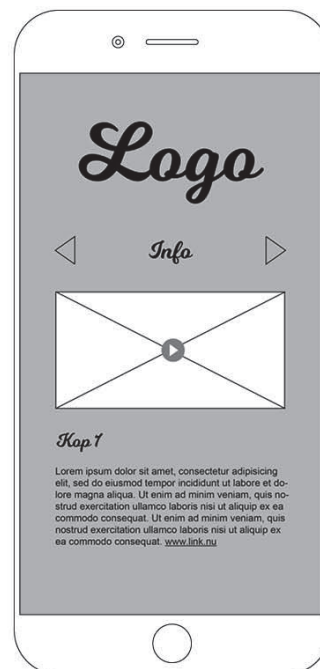 Logo
Info
Kop 1
Lorem ipsum dolor sit amet, consectetur adipisicing
elit, sed do eiusmod tempor incididunt ut labore et do-
lore magna aliqua. Ut enim ad minim veniam, quis no-
strud exercitation ullamco laboris nisi ut aliquip ex ea
commodo consequat. Ut enim ad minim veniam, quis
nostrud exercitation ullamco laboris nisi ut aliquip ex
ea commodo consequat. www.link.nu